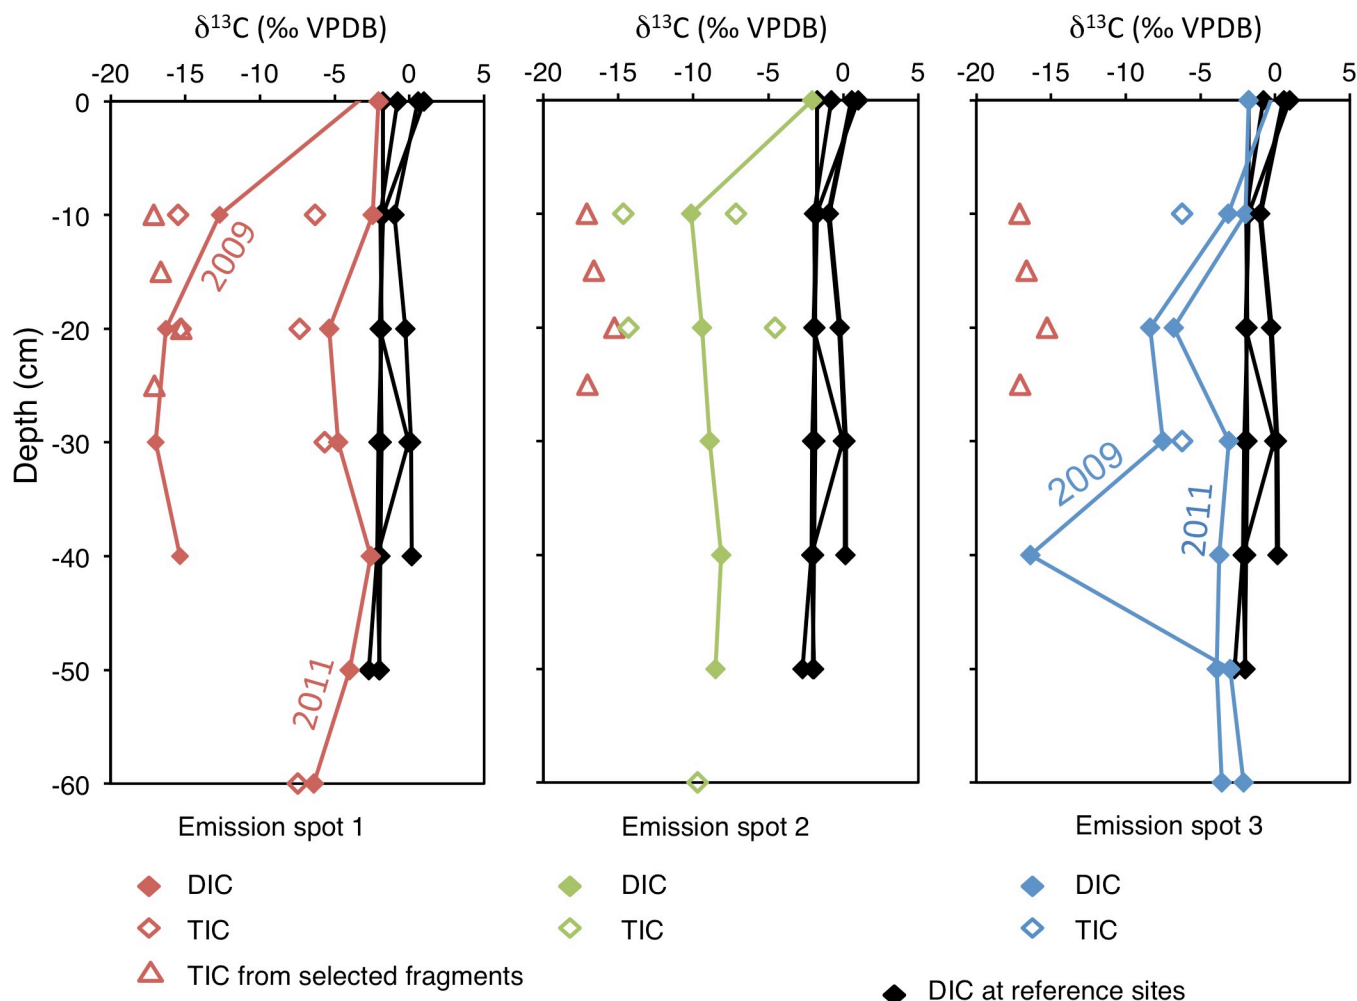 δ¹³C (‰ VPDB) δ¹³C (‰ VPDB) δ¹³C (‰ VPDB)
-20 -15 -10 -5 0 5 -20 -15 -10 -5 0 5 -20 -15 -10 -5 0 5
0
-10
2009
-20
Depth (cm)
-30
2009
2011
-40
-50
2011
-60
Emission spot 1 Emission spot 2 Emission spot 3
DIC DIC DIC
TIC TIC TIC
TIC from selected fragments
DIC at reference sites